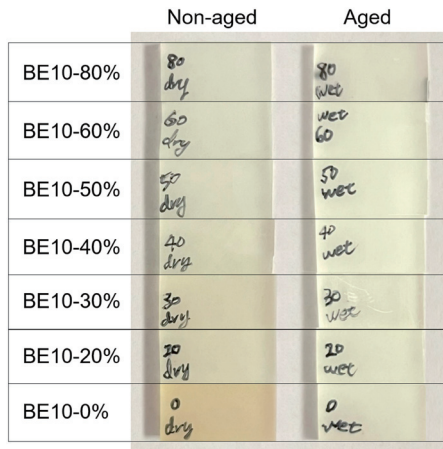 Non-aged Aged
BE10-80%
80
dry
80
wet
BE10-60%
60
dry
wet
60
BE10-50%
50
dry
50
wet
BE10-40%
40
dry
40
wet
BE10-30%
30
dry
30
wet
BE10-20%
20
dry
20
wet
BE10-0%
0
dry
0
wet